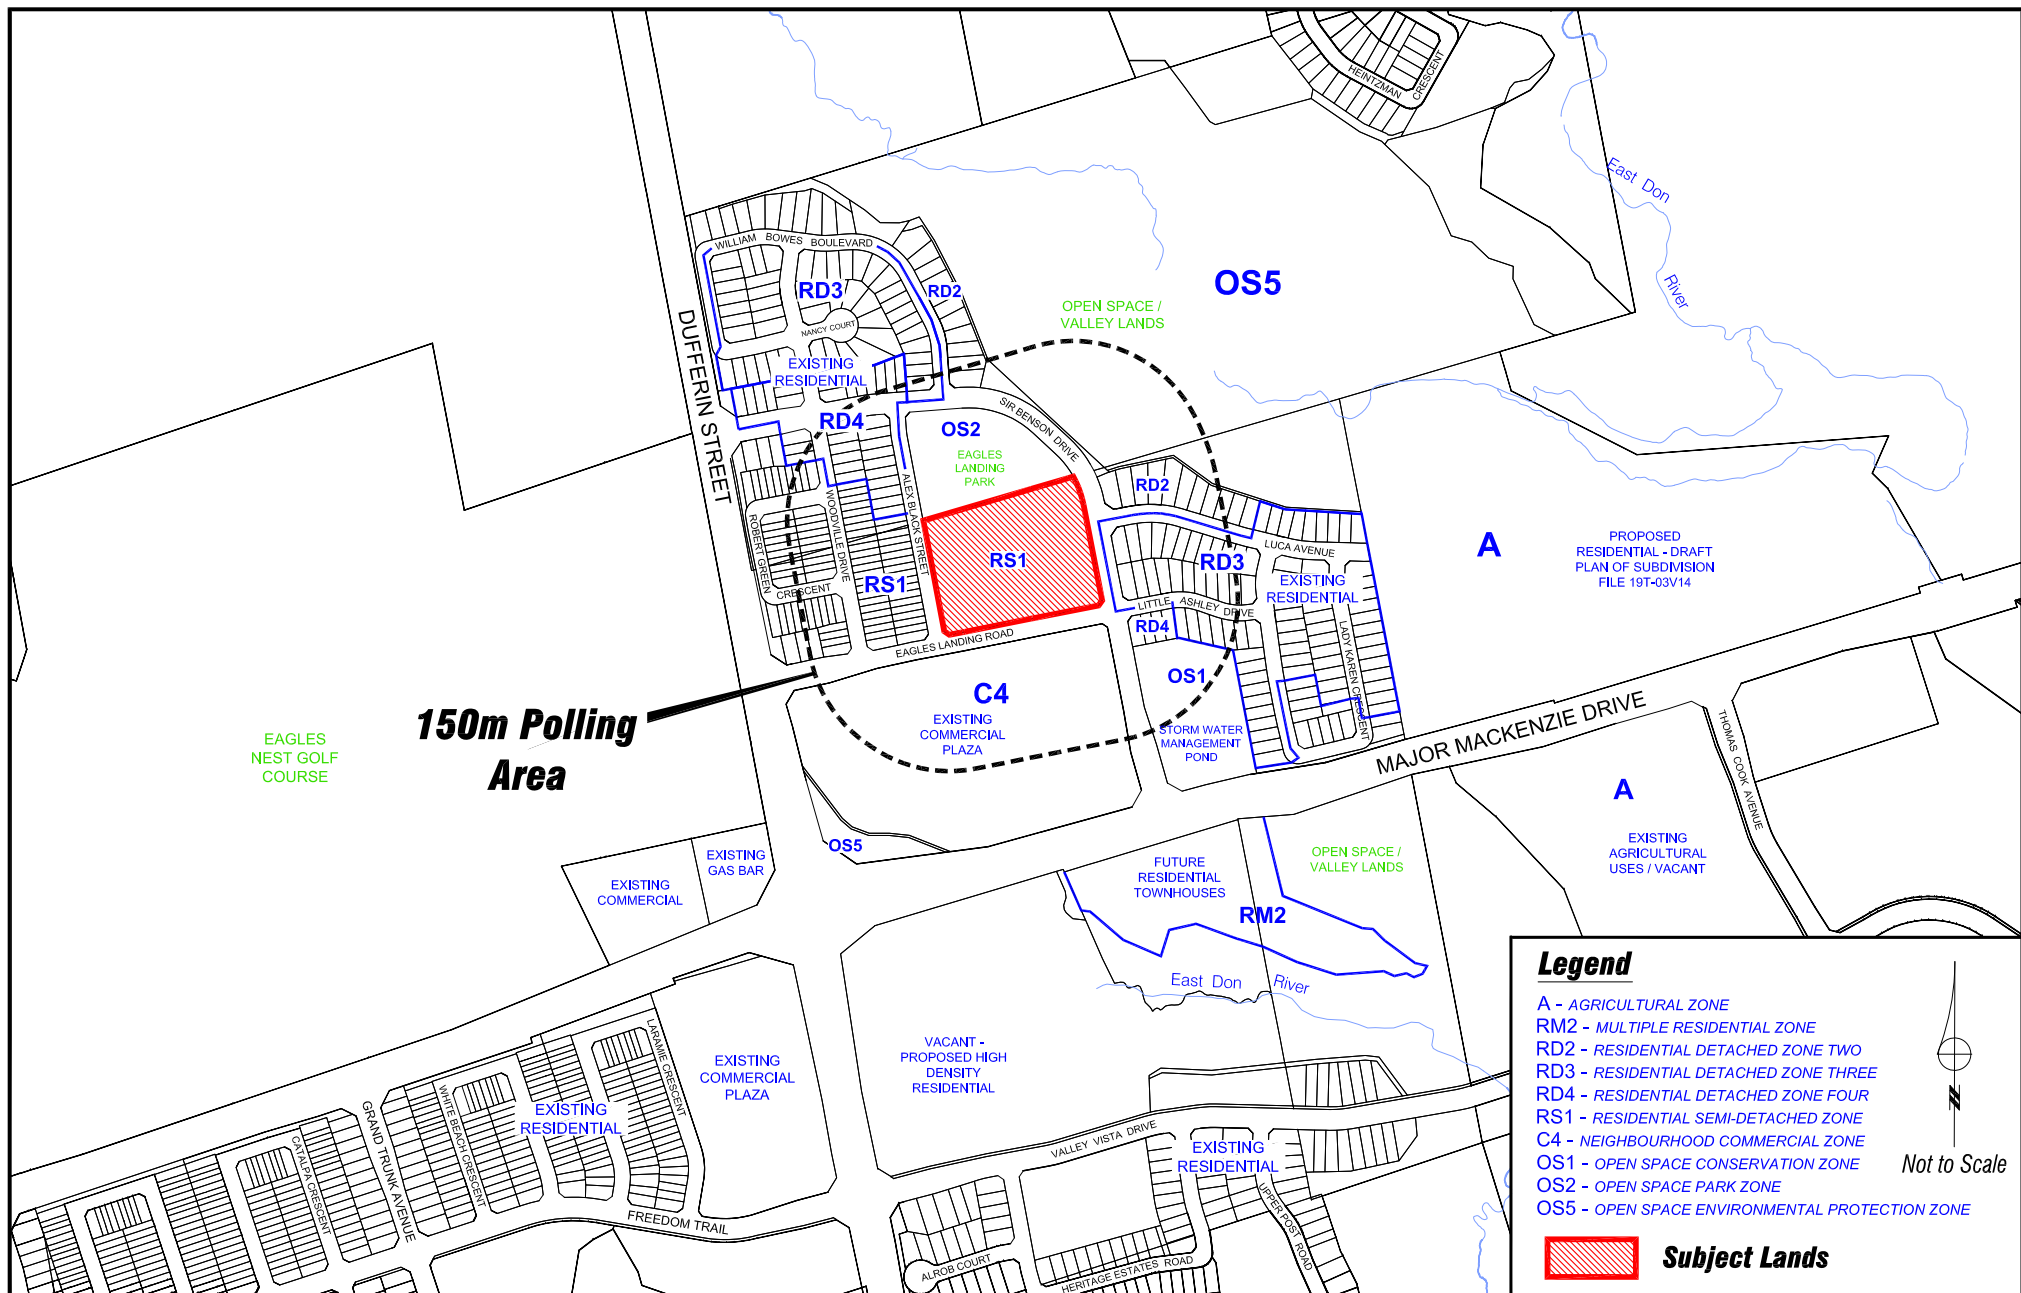 HEINTZMAN
CRESCENT
East Don
River
WILLIAM BOWES BOULEVARD
RD3
RD2
NANCY COURT
OS5
OPEN SPACE /
VALLEY LANDS
DUFFERIN STREET
EXISTING
RESIDENTIAL
RD4
OS2
SIR BENSON DRIVE
EAGLES
LANDING
PARK
RD2
ALEX BLACK STREET
WOODVILLE DRIVE
ROBERT GREEN
CRESCENT
RS1
RS1
LUCA AVENUE
RD3
EXISTING
RESIDENTIAL
LITTLE ASHLEY DRIVE
RD4
LADY KAREN CRESCENT
A
PROPOSED
RESIDENTIAL - DRAFT
PLAN OF SUBDIVISION
FILE 19T-03V14
EAGLES LANDING ROAD
C4
EXISTING
COMMERCIAL
PLAZA
OS1
STORM WATER
MANAGEMENT
POND
150m Polling
Area
EAGLES
NEST GOLF
COURSE
MAJOR MACKENZIE DRIVE
THOMAS COOK AVENUE
A
EXISTING
AGRICULTURAL
USES / VACANT
OS5
EXISTING
GAS BAR
EXISTING
COMMERCIAL
FUTURE
RESIDENTIAL
TOWNHOUSES
OPEN SPACE /
VALLEY LANDS
RM2
East Don River
VACANT -
PROPOSED HIGH
DENSITY
RESIDENTIAL
EXISTING
COMMERCIAL
PLAZA
LARAMIE CRESCENT
EXISTING
RESIDENTIAL
WHITE BEACH CRESCENT
GRAND TRUNK AVENUE
CATALPA CRESCENT
FREEDOM TRAIL
VALLEY VISTA DRIVE
EXISTING
RESIDENTIAL
UPPER POST ROAD
ALROB COURT
HERITAGE ESTATES ROAD
Legend
A - AGRICULTURAL ZONE
RM2 - MULTIPLE RESIDENTIAL ZONE
RD2 - RESIDENTIAL DETACHED ZONE TWO
RD3 - RESIDENTIAL DETACHED ZONE THREE
RD4 - RESIDENTIAL DETACHED ZONE FOUR
RS1 - RESIDENTIAL SEMI-DETACHED ZONE
C4 - NEIGHBOURHOOD COMMERCIAL ZONE
OS1 - OPEN SPACE CONSERVATION ZONE
OS2 - OPEN SPACE PARK ZONE
OS5 - OPEN SPACE ENVIRONMENTAL PROTECTION ZONE
N
Not to Scale
Subject Lands